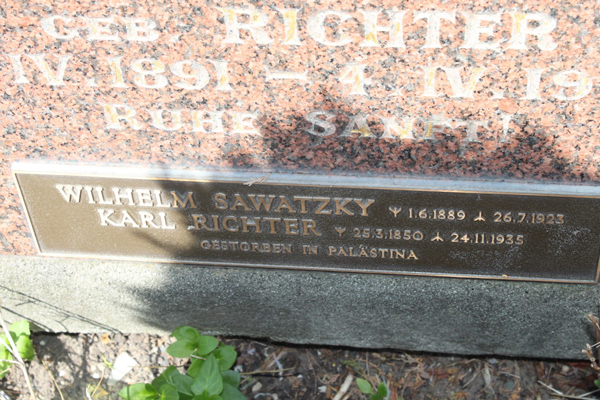 GEB. RICHTER
IV. 1891 – 4. IV. 19
RUHE SANFT!
WILHELM SAWATZKY ᛉ 1.6.1889 ᛣ 26.7.1923
KARL RICHTER ᛉ 25.3.1850 ᛣ 24.11.1935
GESTORBEN IN PALÄSTINA